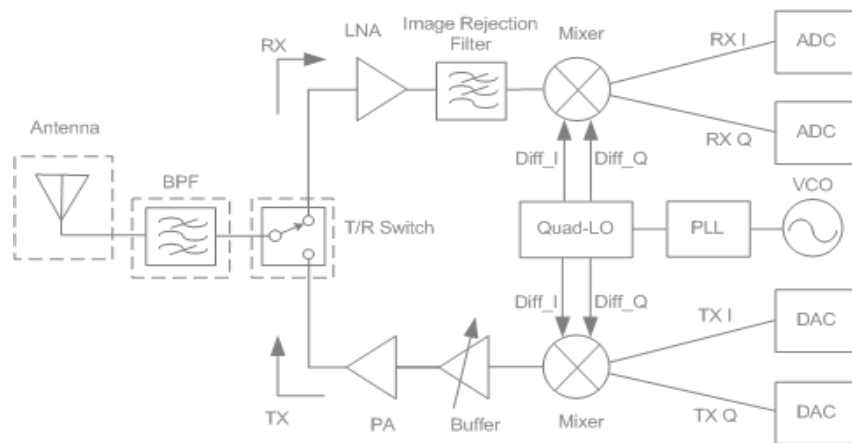 LNA
Image Rejection
Filter
Mixer
RX
RX I
ADC
Antenna
BPF
RX Q
ADC
Diff_I
Diff_Q
VCO
T/R Switch
Quad-LO
PLL
Diff_I
Diff_Q
TX I
DAC
TX
PA
Buffer
Mixer
TX Q
DAC